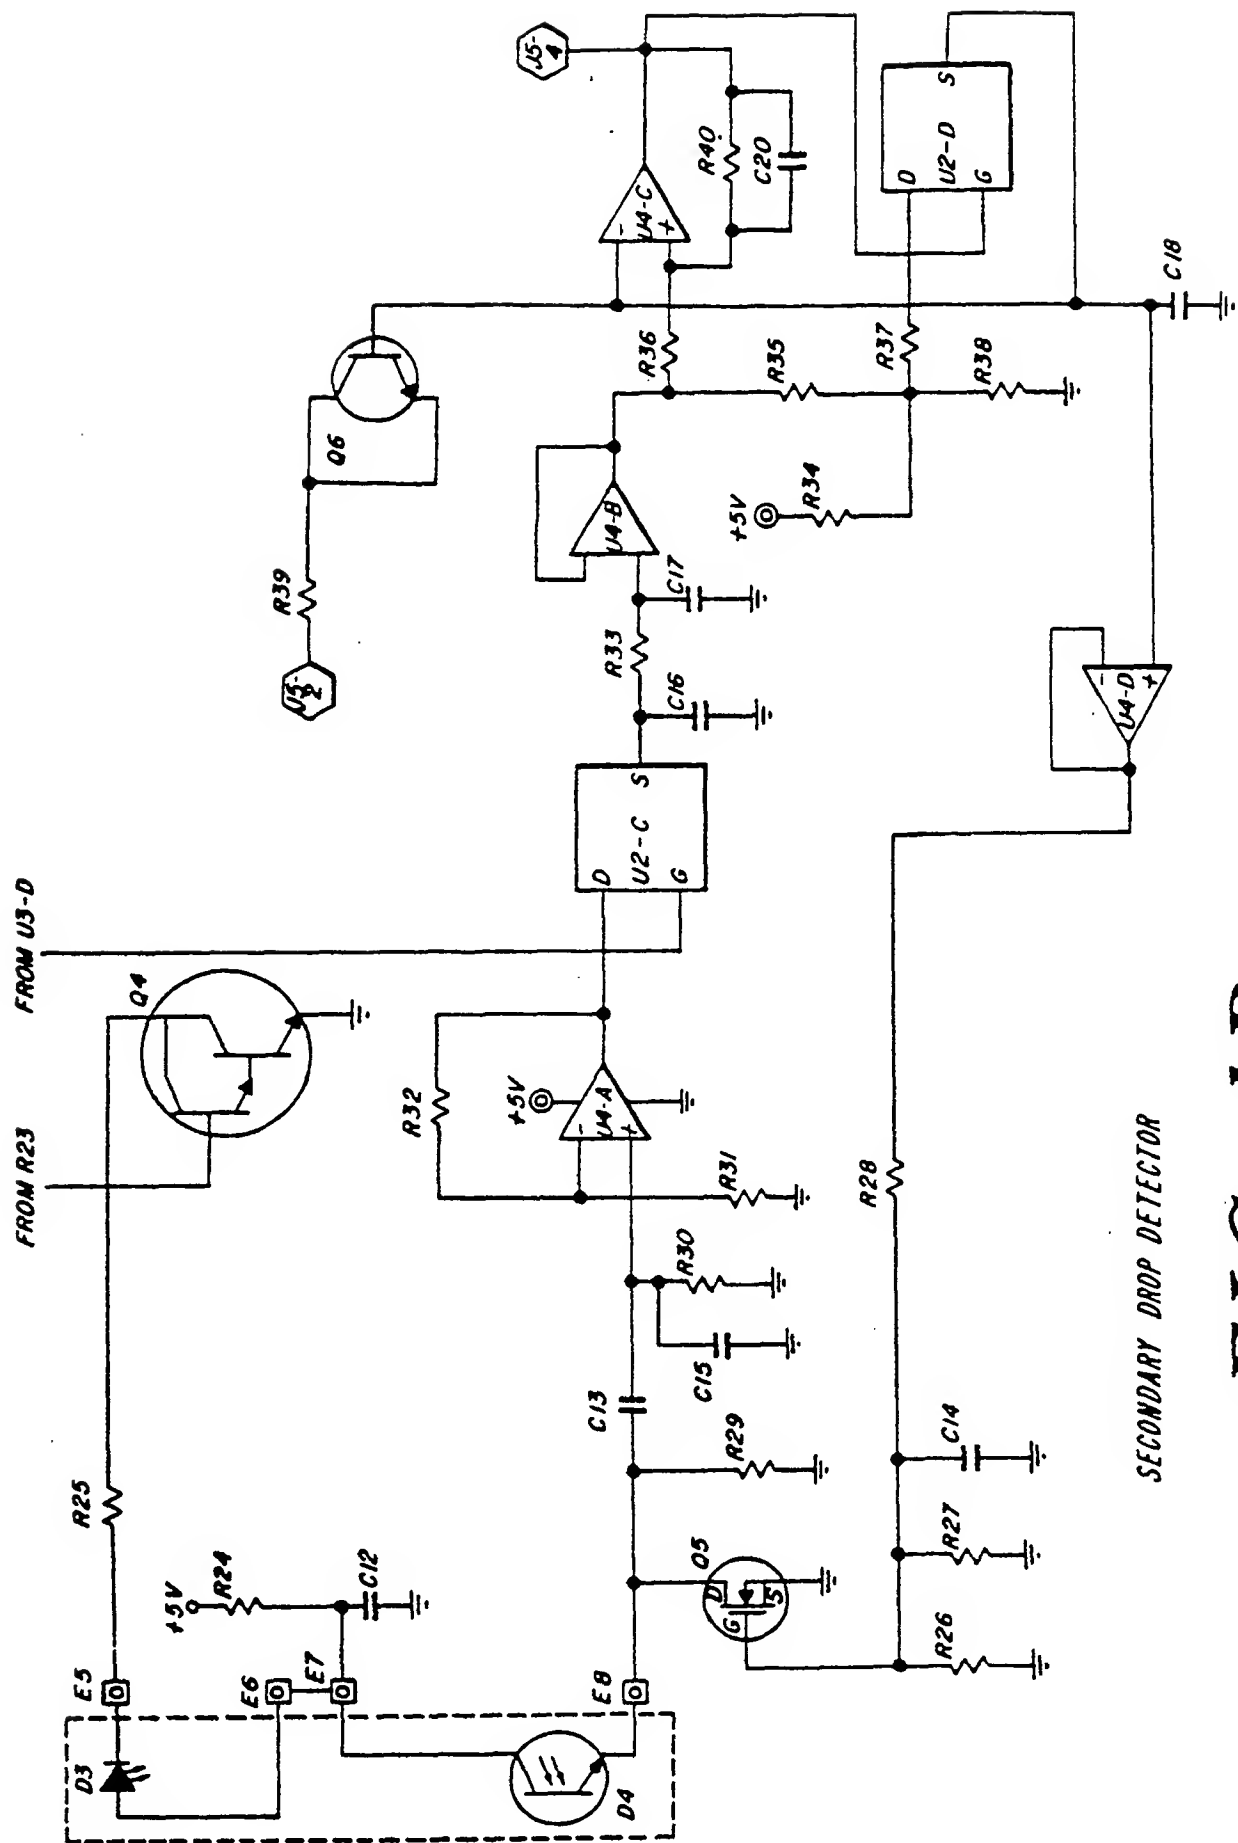 FROM R23
FROM U3-D
D3
E5
R25
Q4
+5V
R24
C12
E6
E7
D4
E8
Q5
D
G
S
R29
C13
C15
R30
R31
R32
+5V
U4-A
-
+
D
U2-C
S
G
C16
R33
C17
U4-B
J5-
2
R39
Q6
R36
R35
+5V
R34
R37
R38
U4-C
-
+
J5-
4
R40
C20
D
U2-D
S
G
C18
U4-D
-
+
R28
C14
R27
R26
SECONDARY DROP DETECTOR